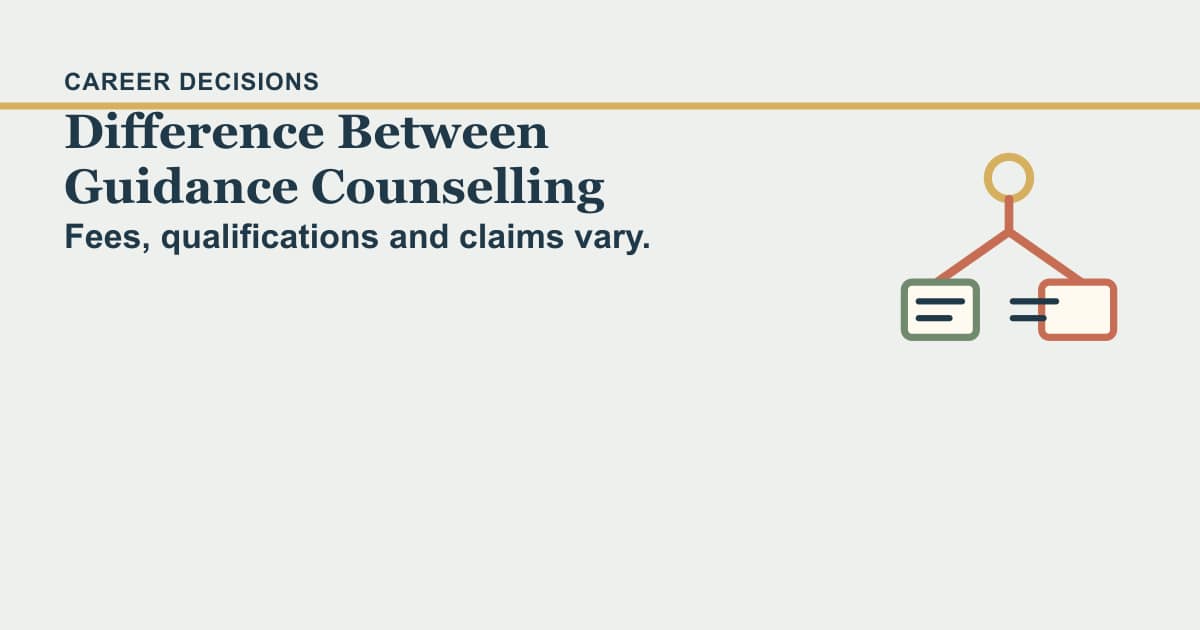 CAREER DECISIONS
Difference Between
Guidance Counselling
Fees, qualifications and claims vary.